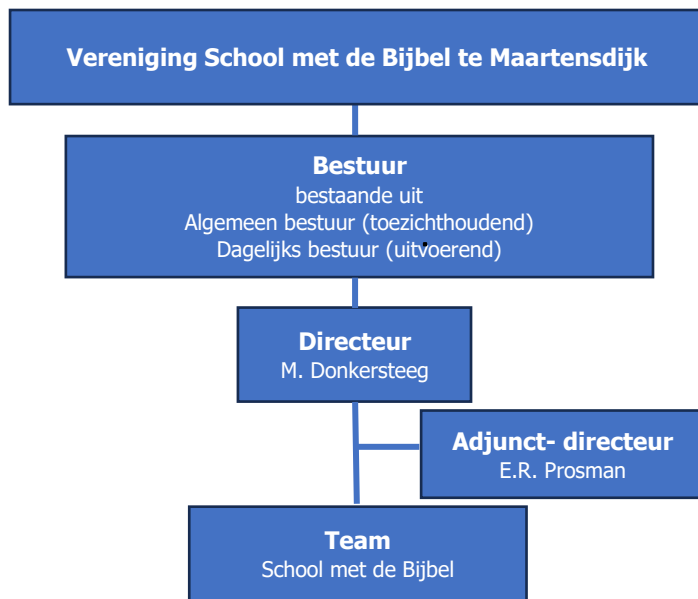 Vereniging School met de Bijbel te Maartensdijk
Bestuur
bestaande uit
Algemeen bestuur (toezichthoudend)
Dagelijks bestuur (uitvoerend)
Directeur
M. Donkersteeg
Adjunct- directeur
E.R. Prosman
Team
School met de Bijbel